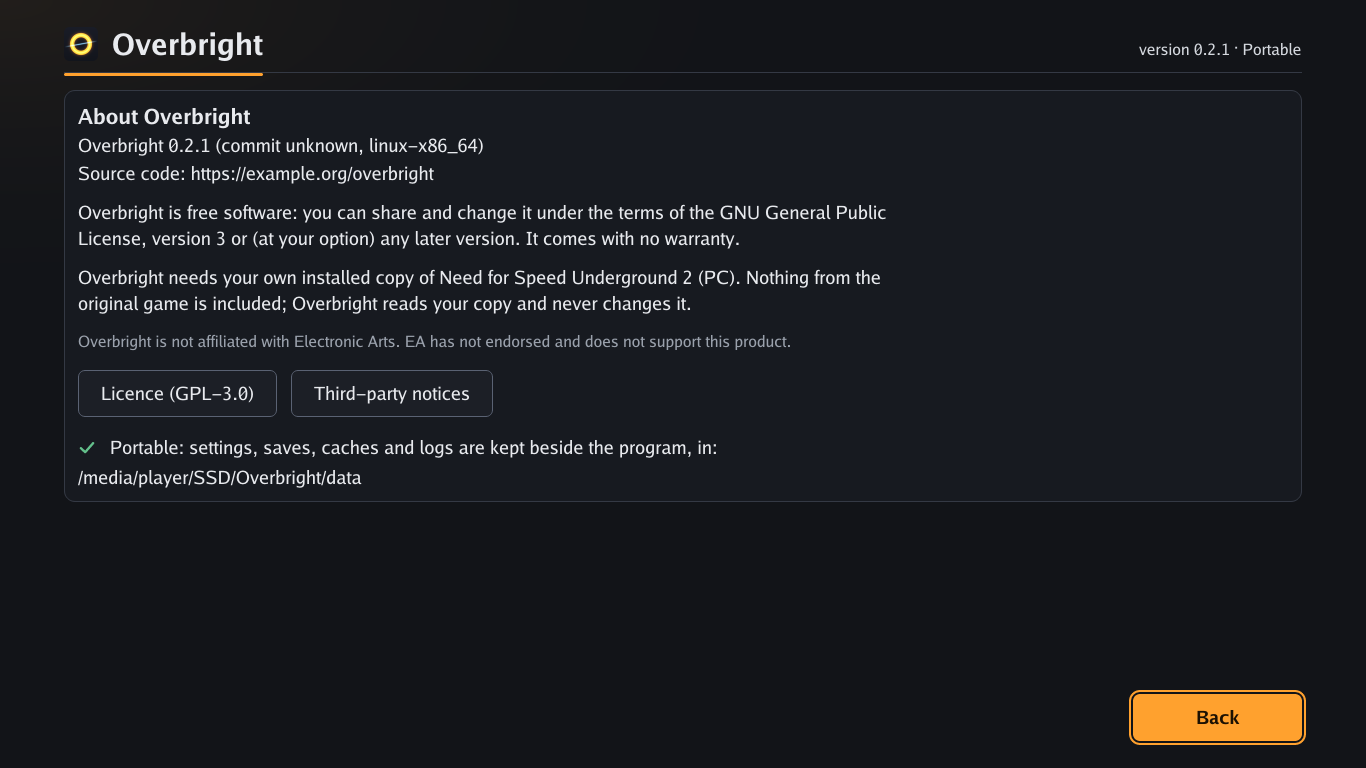 Overbright
version 0.2.1 · Portable
About Overbright
Overbright 0.2.1 (commit unknown, linux-x86_64)
Source code: https://example.org/overbright
Overbright is free software: you can share and change it under the terms of the GNU General Public
License, version 3 or (at your option) any later version. It comes with no warranty.
Overbright needs your own installed copy of Need for Speed Underground 2 (PC). Nothing from the
original game is included; Overbright reads your copy and never changes it.
Overbright is not affiliated with Electronic Arts. EA has not endorsed and does not support this product.
Licence (GPL-3.0)
Third-party notices
Portable: settings, saves, caches and logs are kept beside the program, in:
/media/player/SSD/Overbright/data
Back